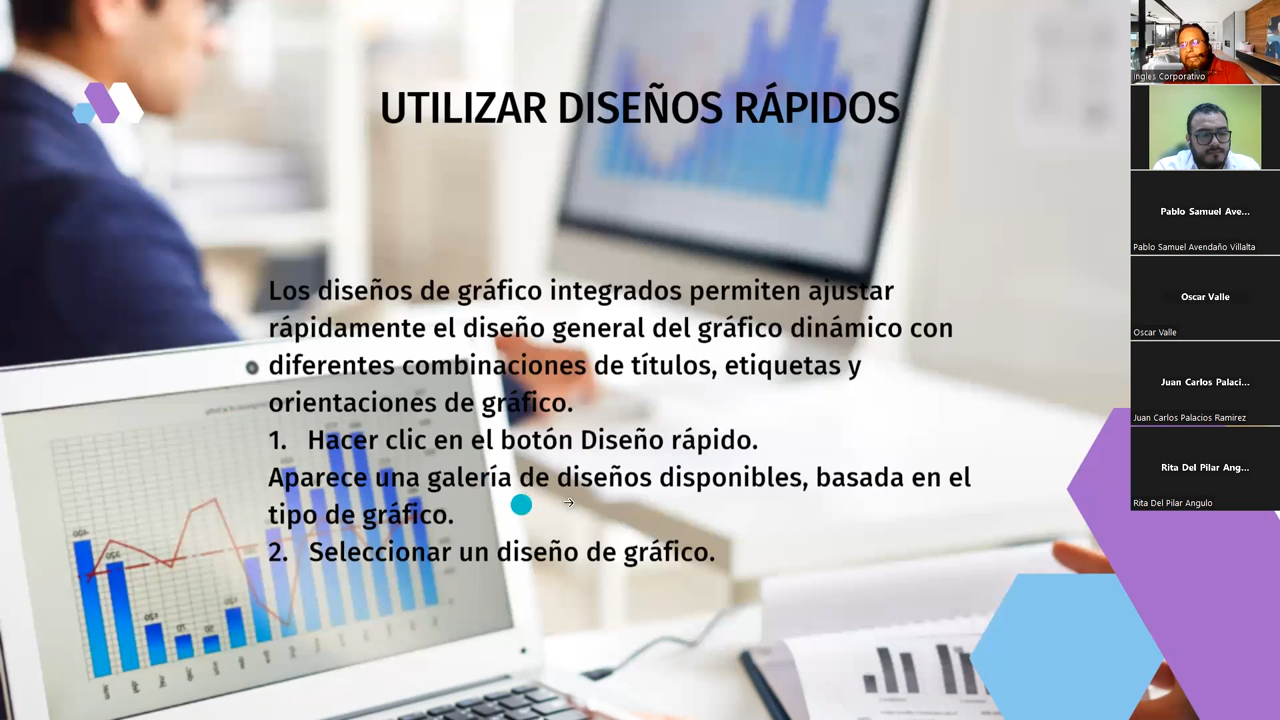 UTILIZAR DISEÑOS RÁPIDOS
Los diseños de gráfico integrados permiten ajustar
rápidamente el diseño general del gráfico dinámico con
diferentes combinaciones de títulos, etiquetas y
orientaciones de gráfico.
1. Hacer clic en el botón Diseño rápido.
Aparece una galería de diseños disponibles, basada en el
tipo de gráfico.
2. Seleccionar un diseño de gráfico.
Ingles Corporativo
Pablo Samuel Ave...
Pablo Samuel Avendaño Villalta
Oscar Valle
Oscar Valle
Juan Carlos Palaci...
Juan Carlos Palacios Ramirez
Rita Del Pilar Ang...
Rita Del Pilar Angulo